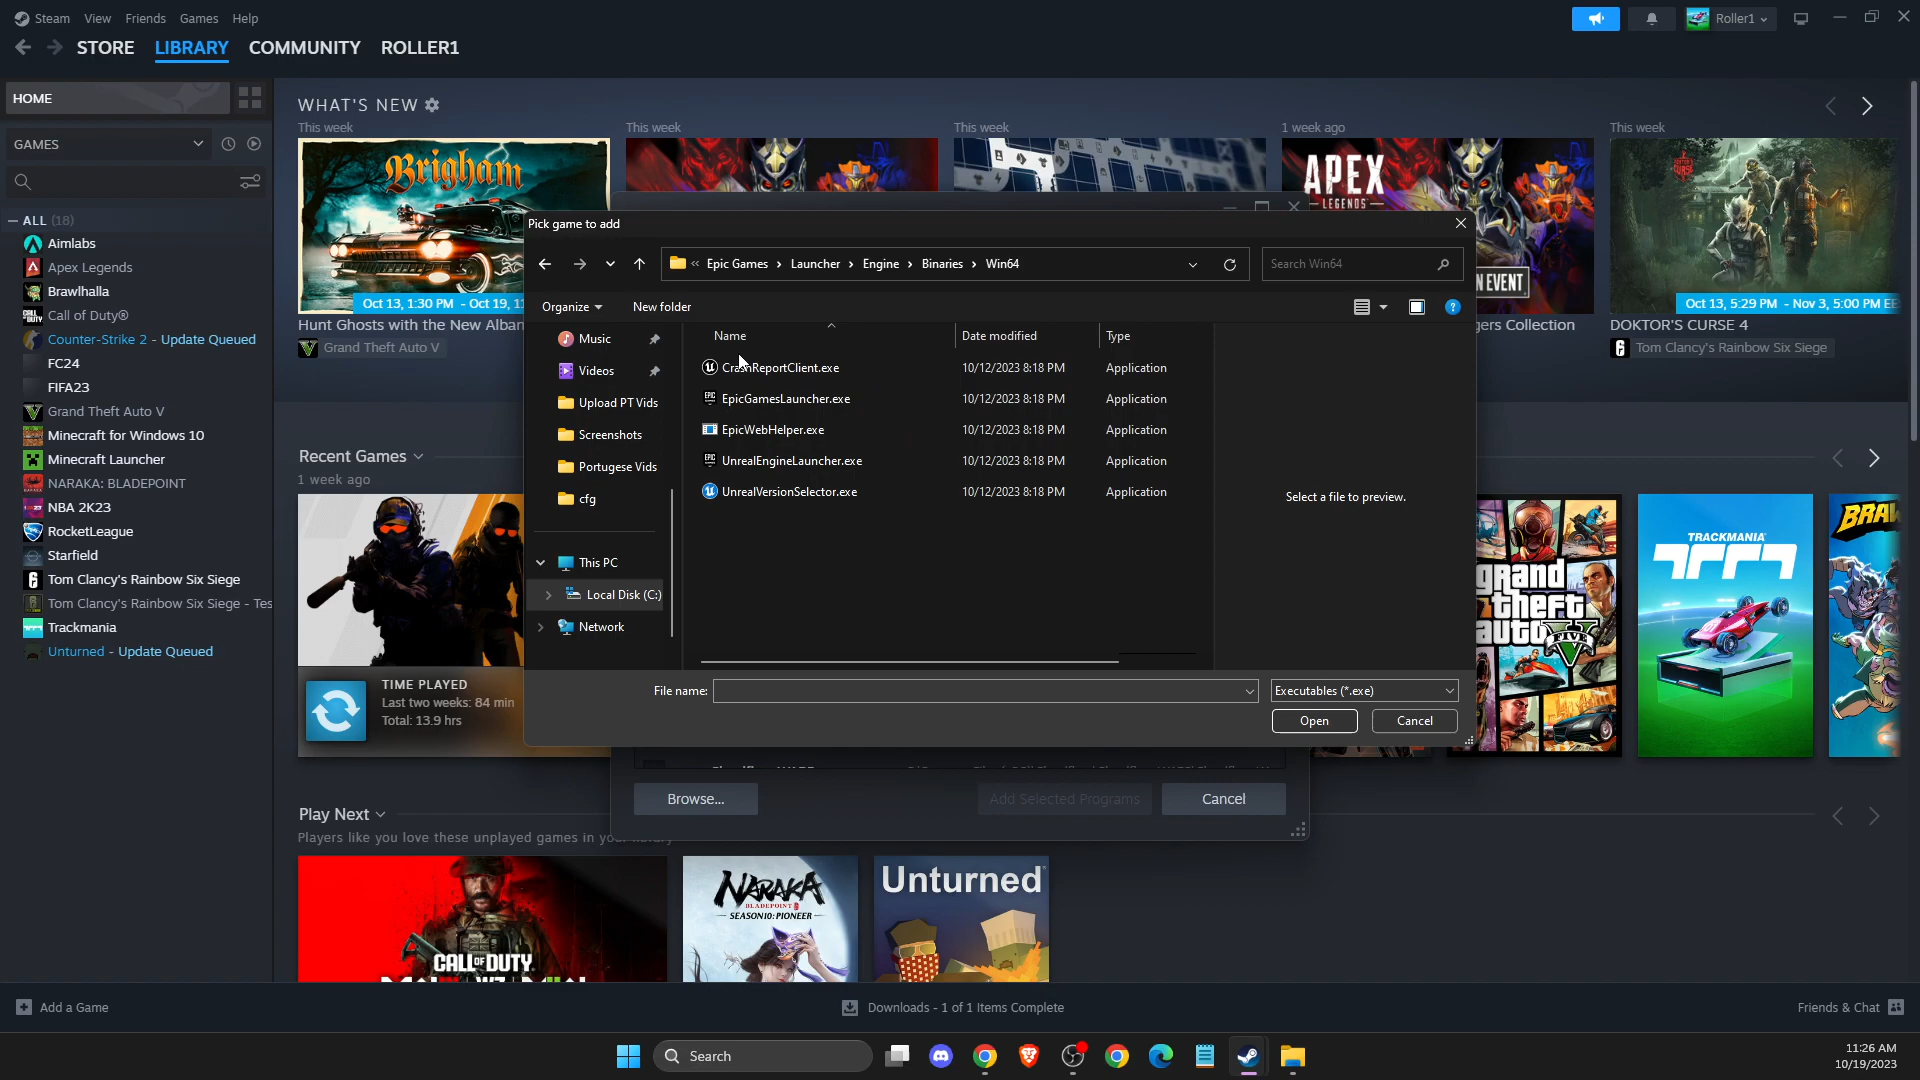 Steam View Friends Games Help
Roller1
STORE LIBRARY COMMUNITY ROLLER1
HOME
GAMES
ALL (18)
Aimlabs
Apex Legends
Brawlhalla
Call of Duty®
Counter-Strike 2 - Update Queued
FC24
FIFA23
Grand Theft Auto V
Minecraft for Windows 10
Minecraft Launcher
NARAKA: BLADEPOINT
NBA 2K23
RocketLeague
Starfield
Tom Clancy's Rainbow Six Siege
Tom Clancy's Rainbow Six Siege - Tes
Trackmania
Unturned - Update Queued
WHAT'S NEW
This week
This week
This week
1 week ago
This week
Brigham
APEX
LEGENDS
Oct 13, 1:30 PM - Oct 19, 11
N EVENT
Oct 13, 5:29 PM - Nov 3, 5:00 PM EE
Hunt Ghosts with the New Alban
gers Collection
DOKTOR'S CURSE 4
Grand Theft Auto V
Tom Clancy's Rainbow Six Siege
Pick game to add
« Epic Games › Launcher › Engine › Binaries › Win64
Search Win64
Organize New folder
Music
Videos
Upload PT Vids
Screenshots
Portugese Vids
cfg
This PC
Local Disk (C:)
Network
Name Date modified Type
CrashReportClient.exe 10/12/2023 8:18 PM Application
EpicGamesLauncher.exe 10/12/2023 8:18 PM Application
EpicWebHelper.exe 10/12/2023 8:18 PM Application
UnrealEngineLauncher.exe 10/12/2023 8:18 PM Application
UnrealVersionSelector.exe 10/12/2023 8:18 PM Application
Select a file to preview.
File name: Executables (*.exe)
Open Cancel
Browse... Add Selected Programs Cancel
Recent Games
1 week ago
TIME PLAYED
Last two weeks: 84 min
Total: 13.9 hrs
grand
theft
auto
FIVE
TRACKMANIA
BRAW
Play Next
Players like you love these unplayed games in yo
CALL OF DUTY
NARAKA
BLADEPOINT
SEASON10: PIONEER
Unturned
Add a Game
Downloads - 1 of 1 Items Complete
Friends & Chat
Search
11:26 AM
10/19/2023